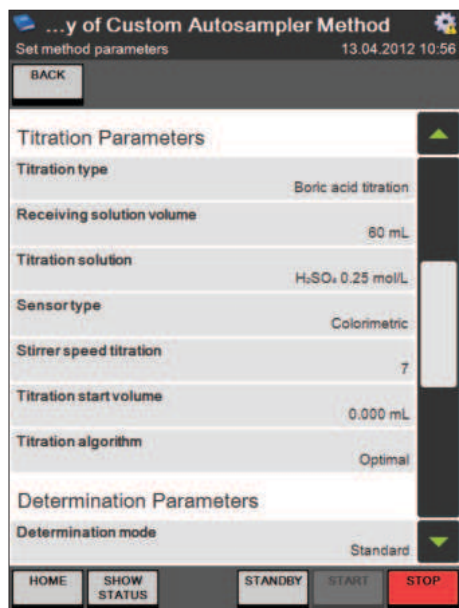 ...y of Custom Autosampler Method
Set method parameters 13.04.2012 10:56
BACK
Titration Parameters
Titration type
Boric acid titration
Receiving solution volume
60 mL
Titration solution
H₂SO₄ 0.25 mol/L
Sensor type
Colorimetric
Stirrer speed titration
7
Titration start volume
0.000 mL
Titration algorithm
Optimal
Determination Parameters
Determination mode
Standard
HOME SHOW STATUS STANDBY START STOP